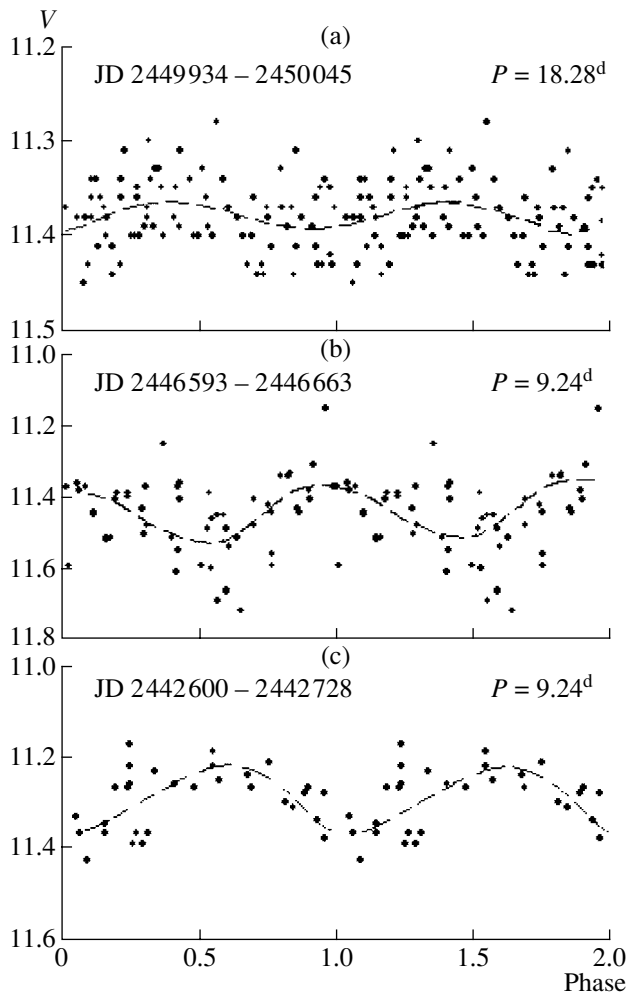 V
(a)
11.2
JD 2449934 – 2450045
P = 18.28d
11.3
11.4
11.5
(b)
11.0
JD 2446593 – 2446663
P = 9.24d
11.2
11.4
11.6
11.8
(c)
11.0
JD 2442600 – 2442728
P = 9.24d
11.2
11.4
11.6
0 0.5 1.0 1.5 2.0
Phase